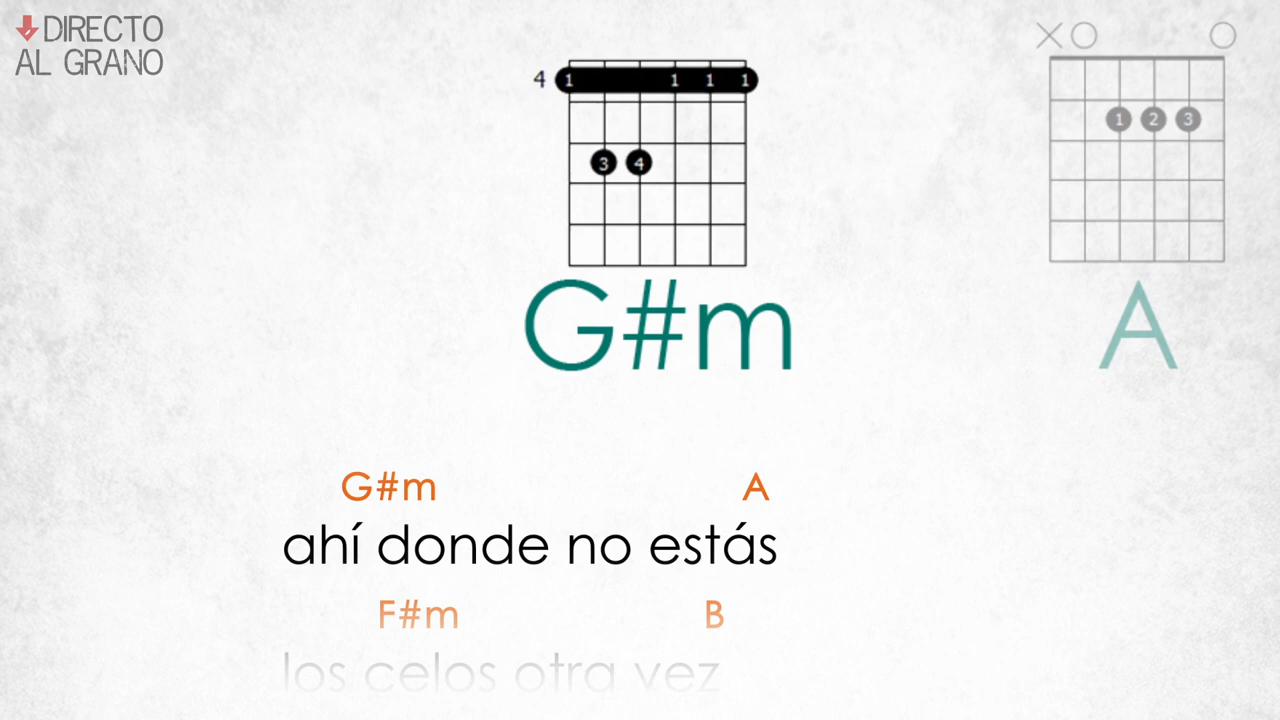 DIRECTO
AL GRANO
X O O
4 1 1 1 1
1 2 3
3 4
G#m A
G#m A
ahí donde no estás
F#m B
los celos otra vez